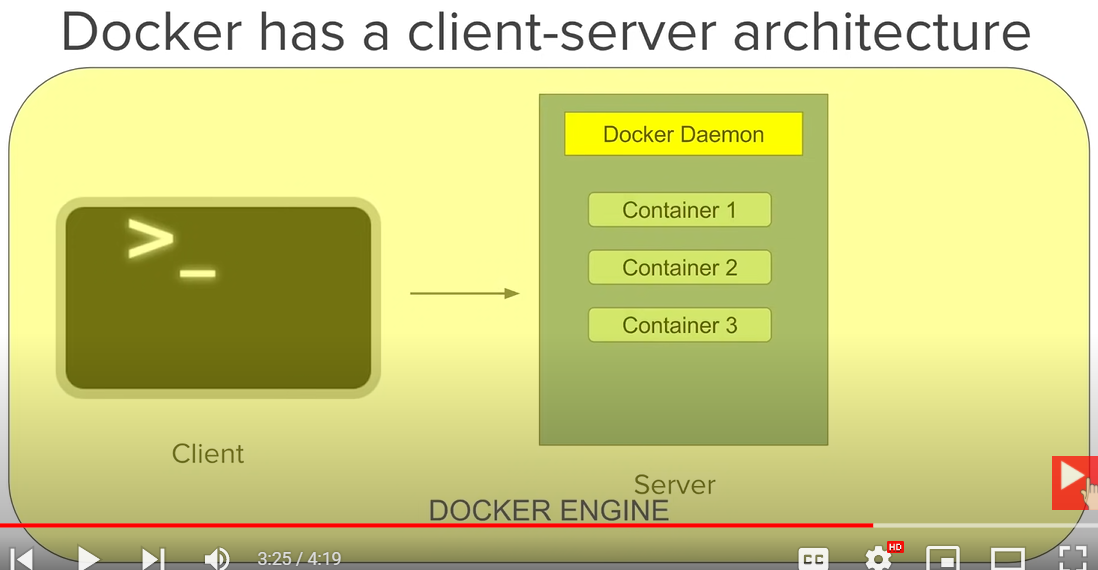 Docker has a client-server architecture
Docker Daemon
Container 1
Container 2
Container 3
>_
Client
Server
DOCKER ENGINE
3:25 / 4:19
CC
HD